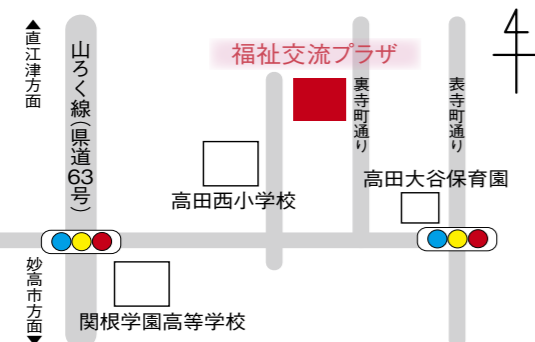 ▲直江津方面
山ろく線(県道63号)
福祉交流プラザ
裏寺町通り
表寺町通り
高田西小学校
高田大谷保育園
妙高市方面▼
関根学園高等学校